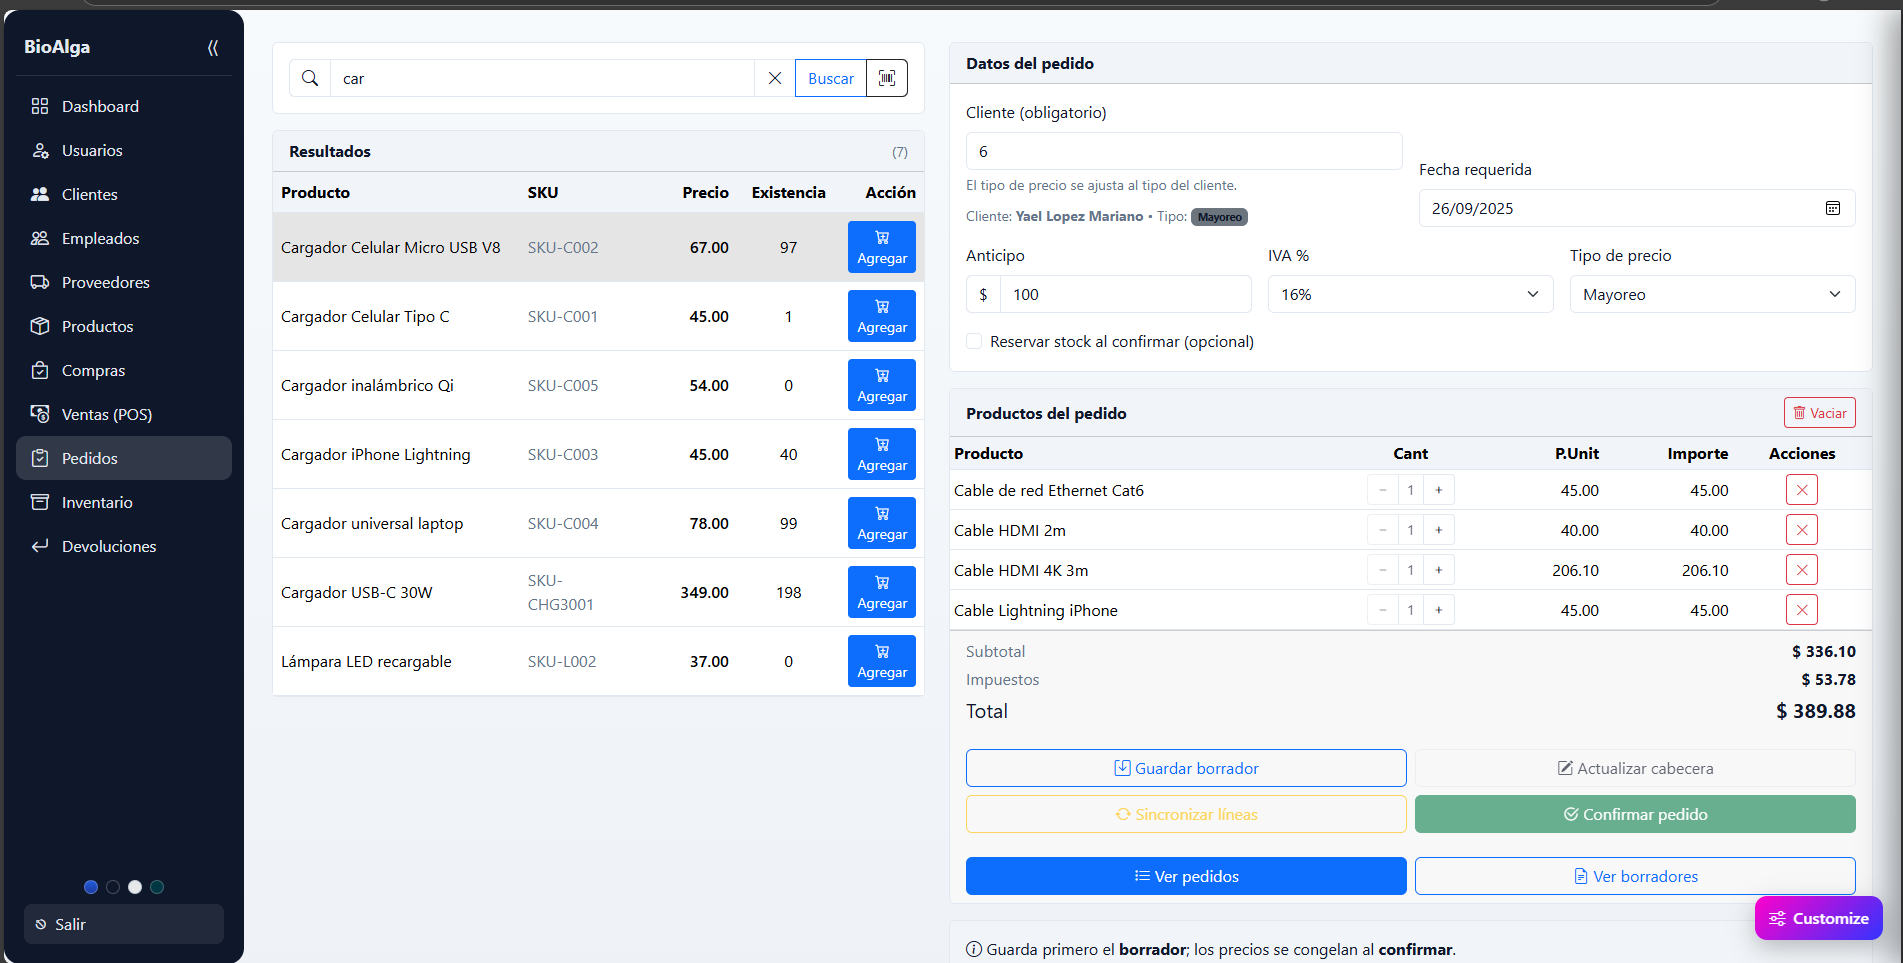 BioAlga
Dashboard
Usuarios
Clientes
Empleados
Proveedores
Productos
Compras
Ventas (POS)
Pedidos
Inventario
Devoluciones
Salir
car
Buscar
Resultados (7)
Producto SKU Precio Existencia Acción
Cargador Celular Micro USB V8 SKU-C002 67.00 97 Agregar
Cargador Celular Tipo C SKU-C001 45.00 1 Agregar
Cargador inalámbrico Qi SKU-C005 54.00 0 Agregar
Cargador iPhone Lightning SKU-C003 45.00 40 Agregar
Cargador universal laptop SKU-C004 78.00 99 Agregar
Cargador USB-C 30W SKU-CHG3001 349.00 198 Agregar
Lámpara LED recargable SKU-L002 37.00 0 Agregar
Datos del pedido
Cliente (obligatorio)
6
El tipo de precio se ajusta al tipo del cliente.
Cliente: Yael Lopez Mariano • Tipo: Mayoreo
Fecha requerida
26/09/2025
Anticipo
$ 100
IVA %
16%
Tipo de precio
Mayoreo
Reservar stock al confirmar (opcional)
Productos del pedido
Vaciar
Producto Cant P.Unit Importe Acciones
Cable de red Ethernet Cat6 − 1 + 45.00 45.00
Cable HDMI 2m − 1 + 40.00 40.00
Cable HDMI 4K 3m − 1 + 206.10 206.10
Cable Lightning iPhone − 1 + 45.00 45.00
Subtotal $ 336.10
Impuestos $ 53.78
Total $ 389.88
Guardar borrador
Actualizar cabecera
Sincronizar líneas
Confirmar pedido
Ver pedidos
Ver borradores
Customize
Guarda primero el borrador; los precios se congelan al confirmar.